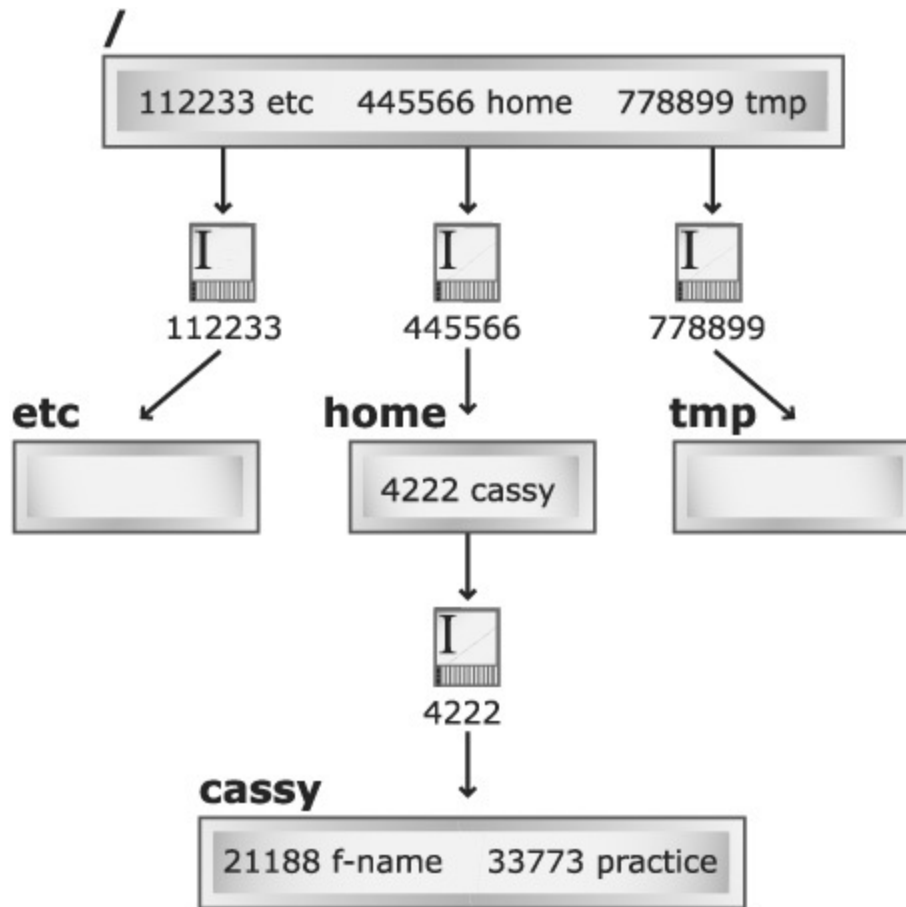 /
112233 etc 445566 home 778899 tmp
I I I
112233 445566 778899
etc home tmp
4222 cassy
I
4222
cassy
21188 f-name 33773 practice